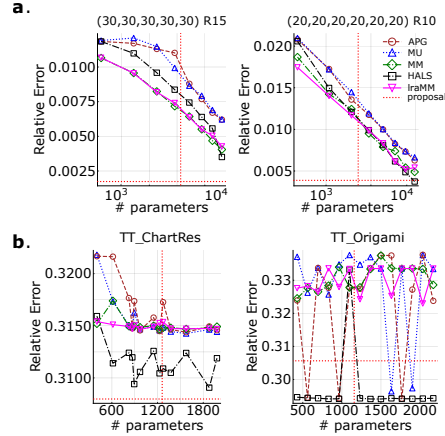 a.
(30,30,30,30,30,30) R15
Relative Error
0.0100
0.0075
0.0050
0.0025
10³
10⁴
# parameters
(20,20,20,20,20,20,20) R10
Relative Error
0.020
0.015
0.010
0.005
10³
10⁴
# parameters
APG
MU
MM
HALS
lraMM
proposal
b.
TT_ChartRes
Relative Error
0.3200
0.3150
0.3100
600
1200
1800
# parameters
TT_Origami
Relative Error
0.33
0.32
0.31
0.30
500
1000
1500
2000
# parameters